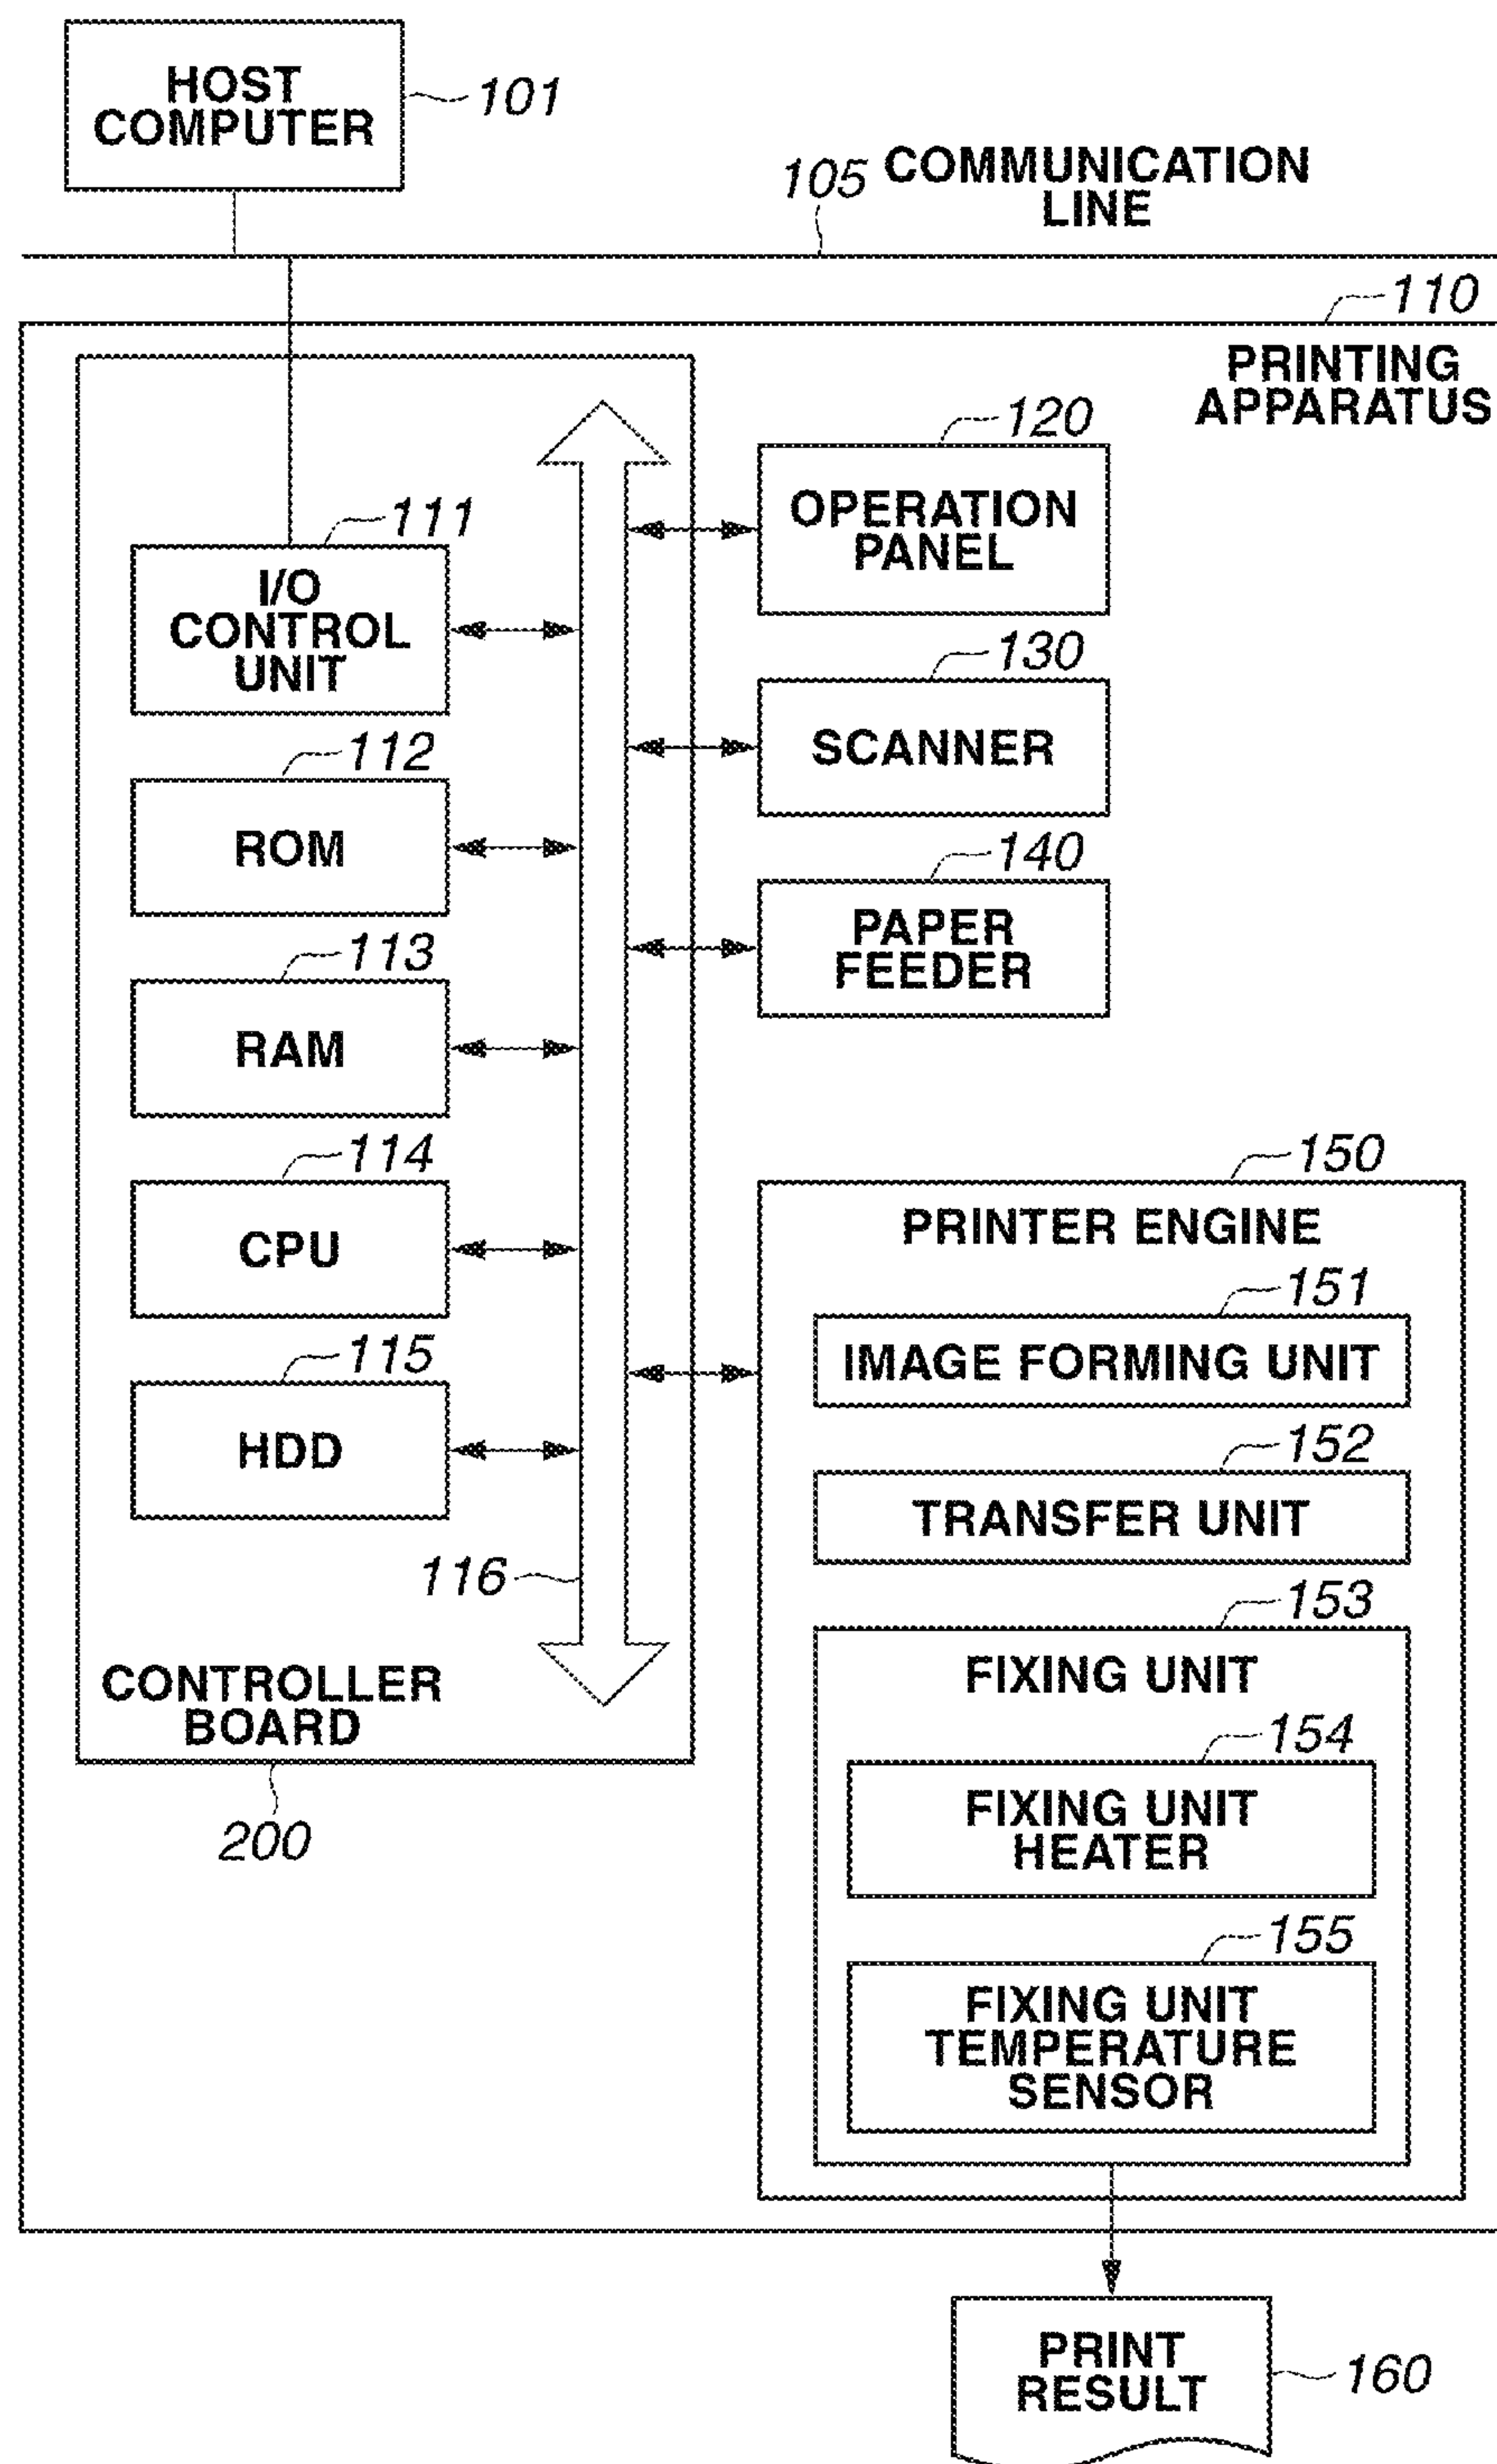 HOST
COMPUTER
101
105
COMMUNICATION
LINE
110
PRINTING
APPARATUS
120
OPERATION
PANEL
111
I/O
CONTROL
UNIT
130
SCANNER
112
ROM
140
PAPER
FEEDER
113
RAM
114
CPU
150
PRINTER ENGINE
151
IMAGE FORMING UNIT
115
HDD
152
TRANSFER UNIT
116
153
FIXING UNIT
CONTROLLER
BOARD
200
154
FIXING UNIT
HEATER
155
FIXING UNIT
TEMPERATURE
SENSOR
PRINT
RESULT
160